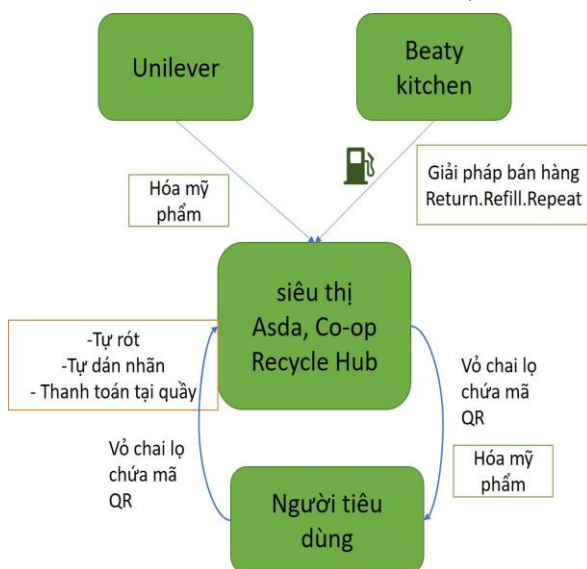 Unilever
Beaty
kitchen
Hóa mỹ
phẩm
Giải pháp bán hàng
Return.Refill.Repeat
siêu thị
Asda, Co-op
Recycle Hub
-Tự rót
-Tự dán nhãn
- Thanh toán tại quầy
Vỏ chai lọ
chứa mã
QR
Vỏ chai lọ
chứa mã
QR
Hóa mỹ
phẩm
Người tiêu
dùng